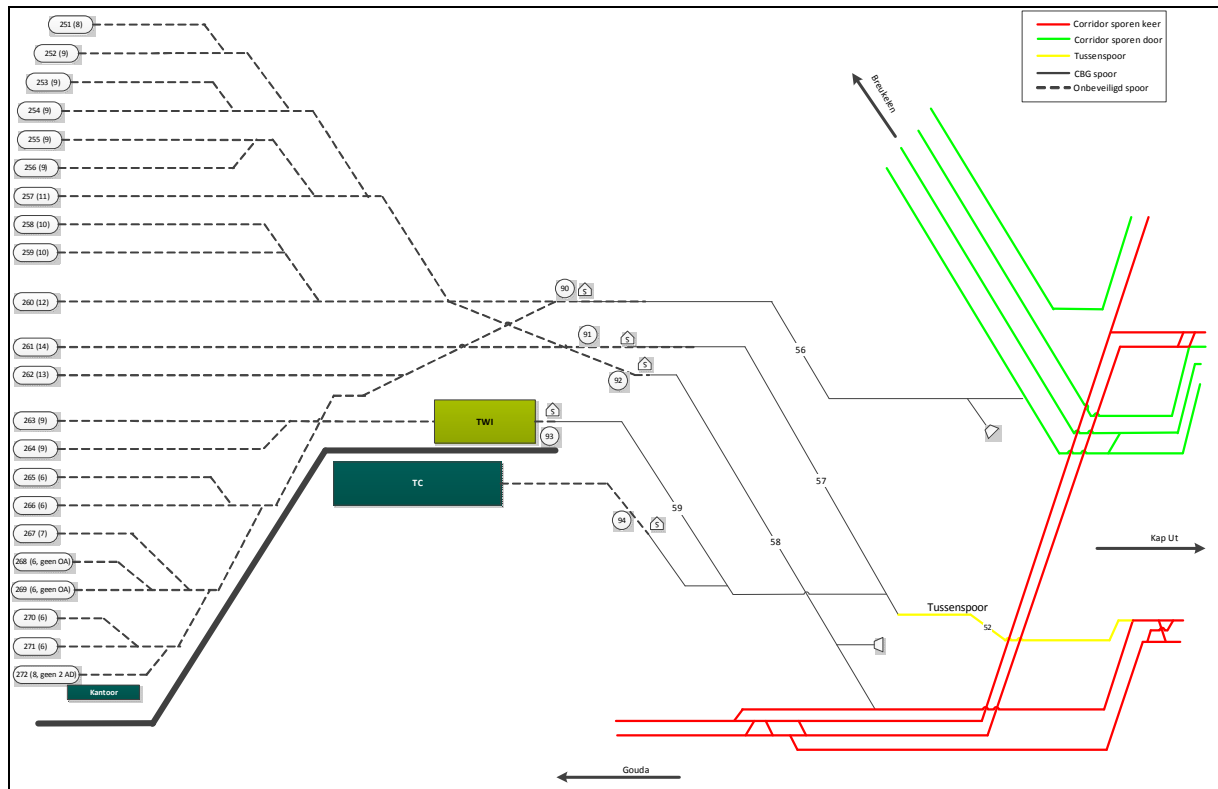 251 (8)
252 (9)
253 (9)
254 (9)
255 (9)
256 (9)
257 (11)
258 (10)
259 (10)
260 (12)
261 (14)
262 (13)
263 (9)
264 (9)
265 (6)
266 (6)
267 (7)
268 (6, geen OA)
269 (6, geen OA)
270 (6)
271 (6)
272 (8, geen 2 AD)
Kantoor
TWI
TC
90
S
91
S
92
S
93
S
94
S
56
57
58
59
Tussenspoor
52
Breukelen
Kap Ut
Gouda
Corridor sporen keer
Corridor sporen door
Tussenspoor
CBG spoor
Onbeveiligd spoor